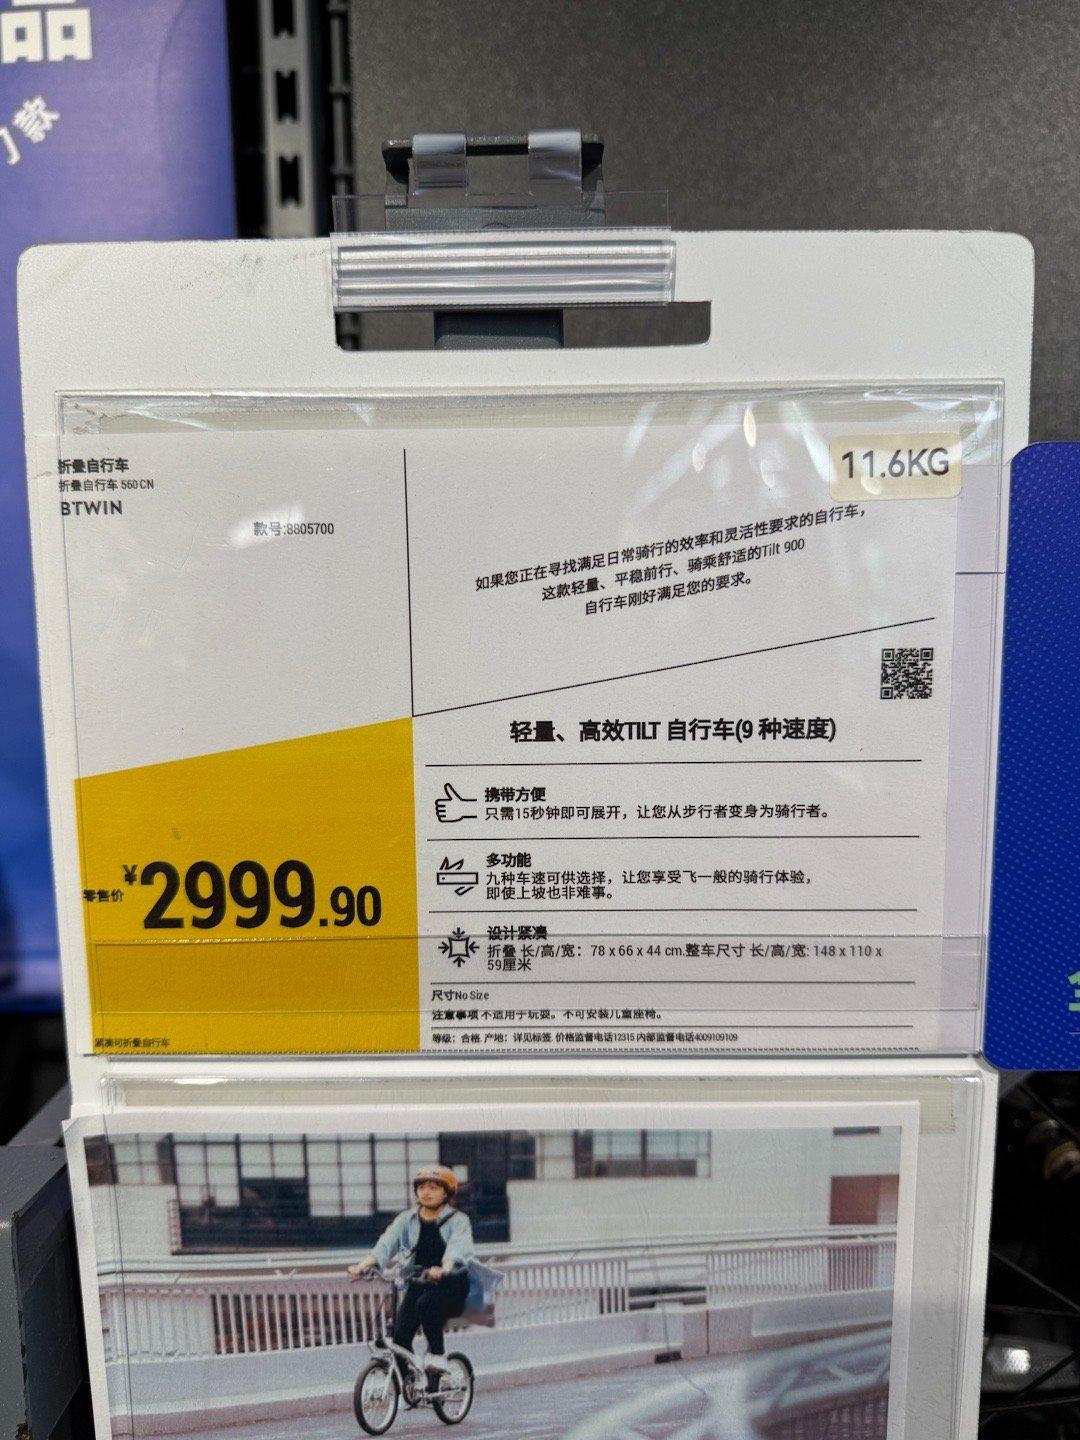 品
款
折叠自行车
折叠自行车 560 CN
BTWIN
款号:8805700
11.6KG
如果您正在寻找满足日常骑行的效率和灵活性要求的自行车，
这款轻量、平稳前行、骑乘舒适的Tilt 900
自行车刚好满足您的要求。
轻量、高效TILT 自行车(9 种速度)
携带方便
只需15秒钟即可展开，让您从步行者变身为骑行者。
多功能
九种车速可供选择，让您享受飞一般的骑行体验，
即使上坡也非难事。
设计紧凑
折叠 长/高/宽：78 x 66 x 44 cm.整车尺寸 长/高/宽: 148 x 110 x
59厘米
尺寸No Size
注意事项 不适用于玩耍。不可安装儿童座椅。
等级：合格. 产地：详见标签. 价格监督电话12315 内部监督电话4009109109
零售价
¥2999.90
紧凑可折叠自行车